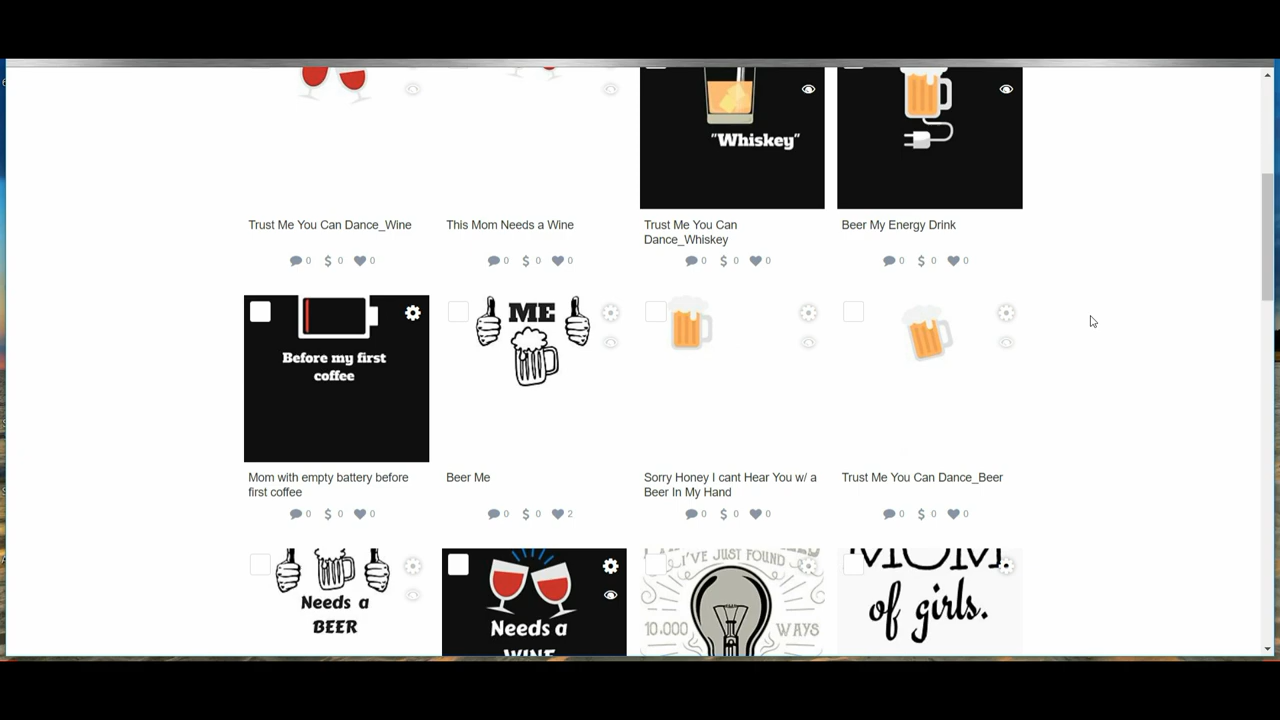 "Whiskey"
Trust Me You Can Dance_Wine
This Mom Needs a Wine
Trust Me You Can
Dance_Whiskey
Beer My Energy Drink
0 $ 0 0
0 $ 0 0
0 $ 0 0
0 $ 0 0
Before my first
coffee
ME
Mom with empty battery before
first coffee
Beer Me
Sorry Honey I cant Hear You w/ a
Beer In My Hand
Trust Me You Can Dance_Beer
0 $ 0 0
0 $ 0 2
0 $ 0 0
0 $ 0 0
Needs a
BEER
Needs a
WINE
I'VE JUST FOUND
10.000 WAYS
MOM.
of girls.